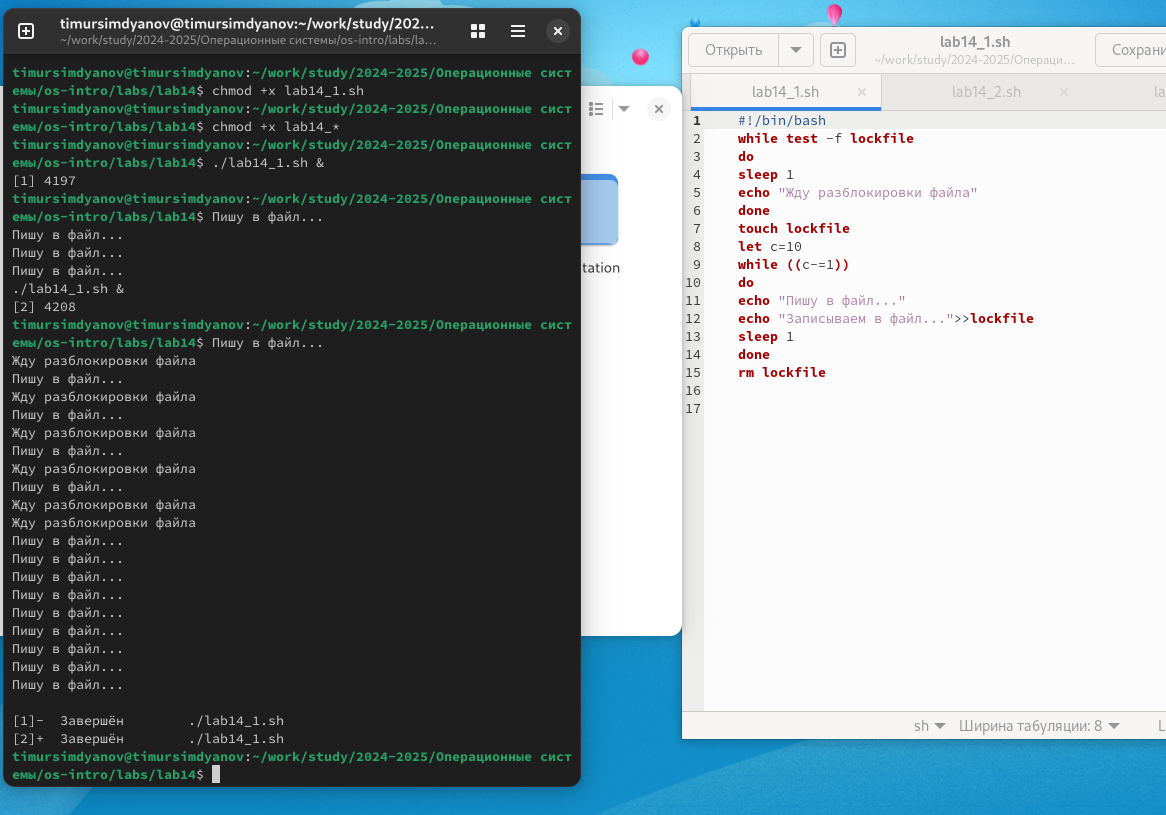 timursimdyanov@timursimdyanov:~/work/study/202...
~/work/study/2024-2025/Операционные системы/os-intro/labs/la...
timursimdyanov@timursimdyanov:~/work/study/2024-2025/Операционные сист
емы/os-intro/labs/lab14$ chmod +x lab14_1.sh
timursimdyanov@timursimdyanov:~/work/study/2024-2025/Операционные сист
емы/os-intro/labs/lab14$ chmod +x lab14_*
timursimdyanov@timursimdyanov:~/work/study/2024-2025/Операционные сист
емы/os-intro/labs/lab14$ ./lab14_1.sh &
[1] 4197
timursimdyanov@timursimdyanov:~/work/study/2024-2025/Операционные сист
емы/os-intro/labs/lab14$ Пишу в файл...
Пишу в файл...
Пишу в файл...
Пишу в файл...
./lab14_1.sh &
[2] 4208
timursimdyanov@timursimdyanov:~/work/study/2024-2025/Операционные сист
емы/os-intro/labs/lab14$ Пишу в файл...
Жду разблокировки файла
Пишу в файл...
Жду разблокировки файла
Пишу в файл...
Жду разблокировки файла
Пишу в файл...
Жду разблокировки файла
Пишу в файл...
Жду разблокировки файла
Жду разблокировки файла
Пишу в файл...
Пишу в файл...
Пишу в файл...
Пишу в файл...
Пишу в файл...
Пишу в файл...
Пишу в файл...
Пишу в файл...
Пишу в файл...
[1]-  Завершён        ./lab14_1.sh
[2]+  Завершён        ./lab14_1.sh
timursimdyanov@timursimdyanov:~/work/study/2024-2025/Операционные сист
емы/os-intro/labs/lab14$
tation
Открыть
lab14_1.sh
~/work/study/2024-2025/Операци...
Сохрани
lab14_1.sh
lab14_2.sh
la
1 #!/bin/bash
2 while test -f lockfile
3 do
4 sleep 1
5 echo "Жду разблокировки файла"
6 done
7 touch lockfile
8 let c=10
9 while ((c-=1))
10 do
11 echo "Пишу в файл..."
12 echo "Записываем в файл...">>lockfile
13 sleep 1
14 done
15 rm lockfile
16
17
sh
Ширина табуляции: 8